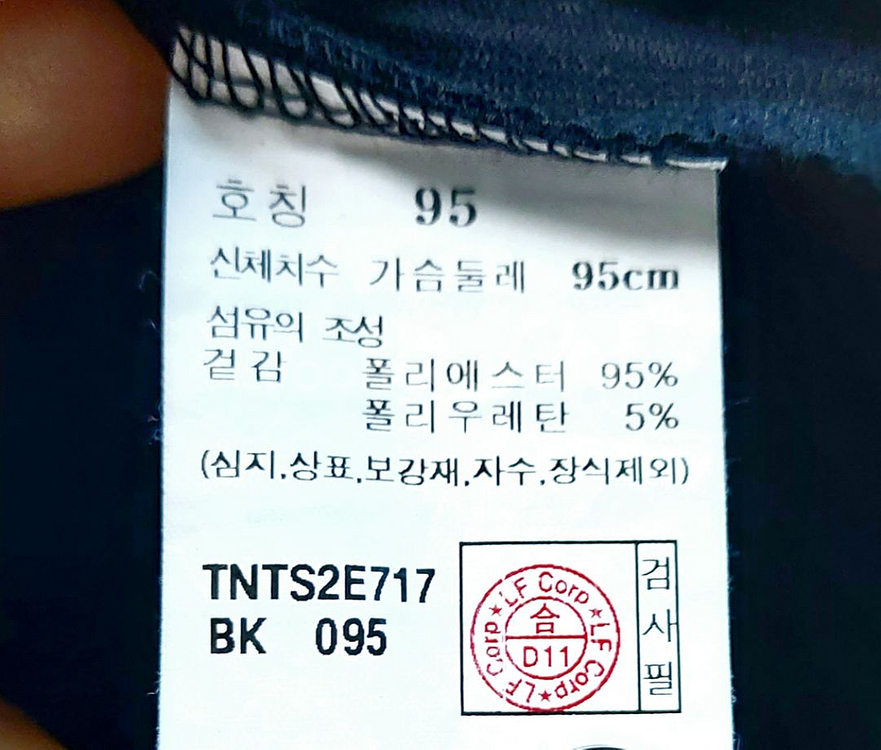 호칭 95
신체치수 가슴둘레 95cm
섬유의 조성
겉감 폴리에스터 95%
폴리우레탄 5%
(심지,상표,보강재,자수,장식제외)
TNTS2E717
BK 095
LF Corp ★ LF Corp ★ LF Corp ★
合
D11
검사필